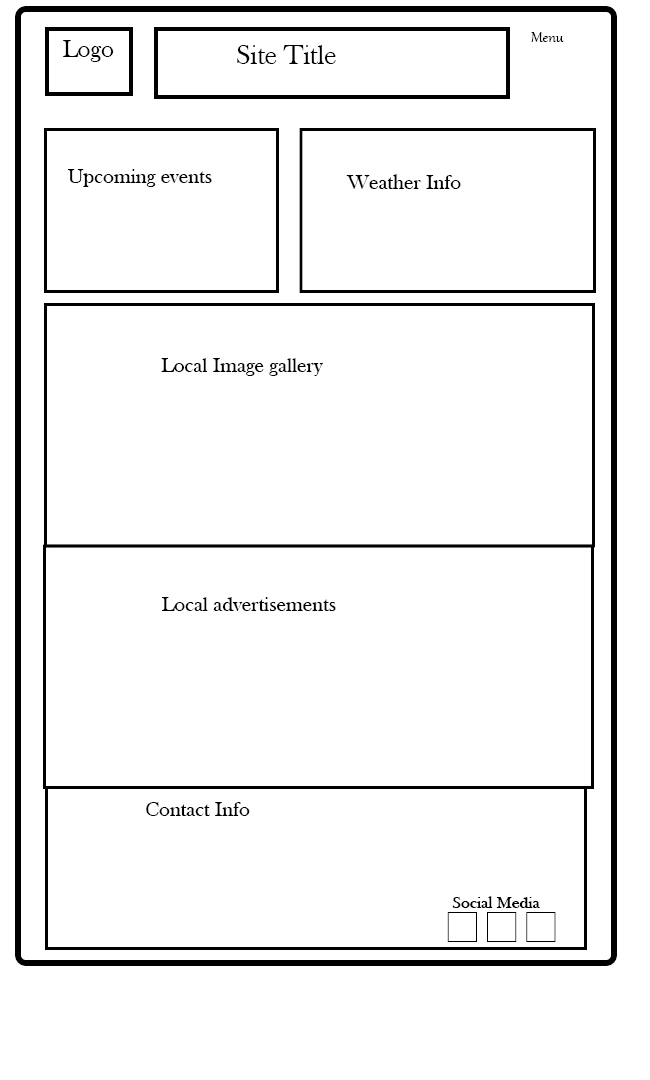 Logo
Site Title
Menu
Upcoming events
Weather Info
Local Image gallery
Local advertisements
Contact Info
Social Media